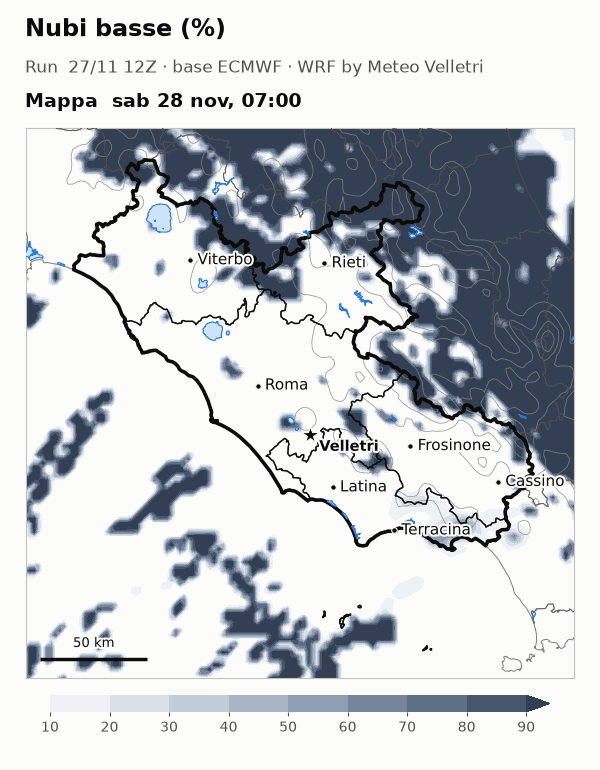 Nubi basse (%)
Run  27/11 12Z · base ECMWF · WRF by Meteo Velletri
Mappa  sab 28 nov, 07:00
Viterbo
Rieti
Roma
Velletri
Frosinone
Cassino
Latina
Terracina
50 km
10 20 30 40 50 60 70 80 90